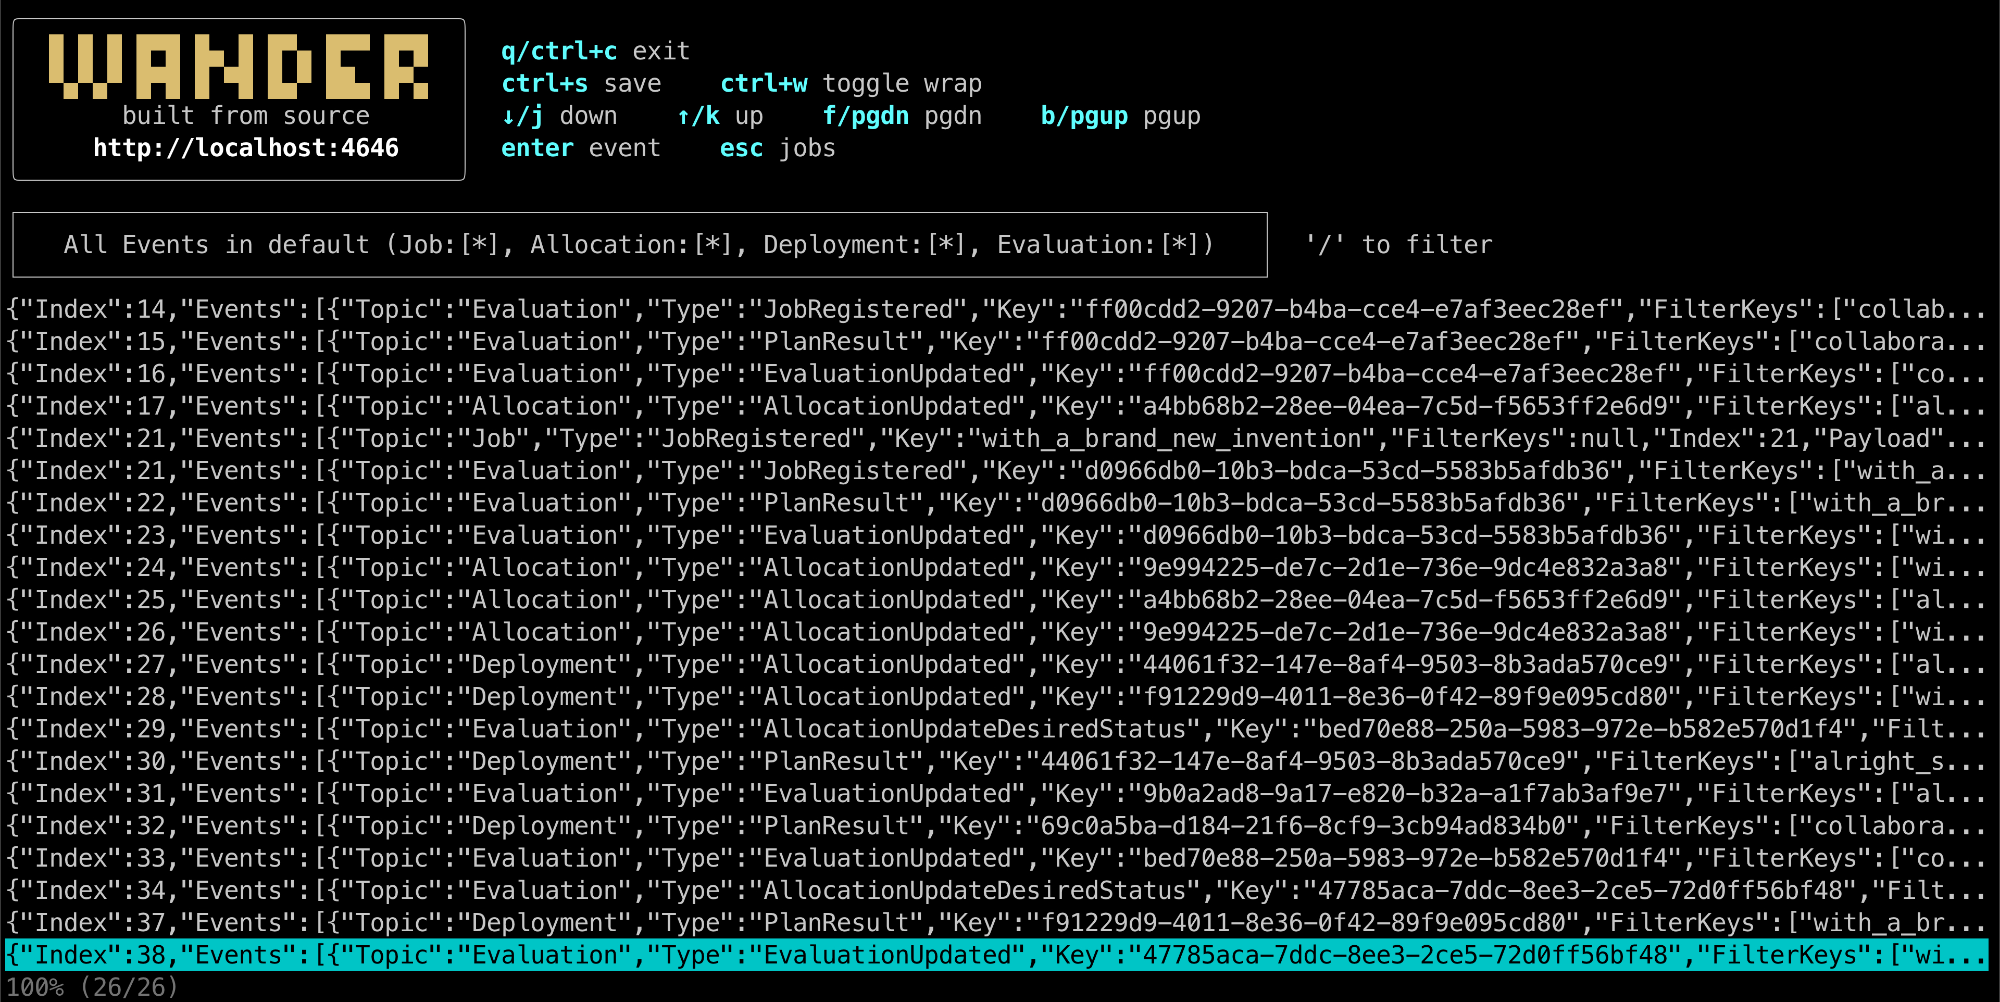 WANDER
built from source
http://localhost:4646
q/ctrl+c exit
ctrl+s save    ctrl+w toggle wrap
↓/j down    ↑/k up    f/pgdn pgdn    b/pgup pgup
enter event    esc jobs
All Events in default (Job:[*], Allocation:[*], Deployment:[*], Evaluation:[*])    '/' to filter
{"Index":14,"Events":[{"Topic":"Evaluation","Type":"JobRegistered","Key":"ff00cdd2-9207-b4ba-cce4-e7af3eec28ef","FilterKeys":["collab...
{"Index":15,"Events":[{"Topic":"Evaluation","Type":"PlanResult","Key":"ff00cdd2-9207-b4ba-cce4-e7af3eec28ef","FilterKeys":["collabora...
{"Index":16,"Events":[{"Topic":"Evaluation","Type":"EvaluationUpdated","Key":"ff00cdd2-9207-b4ba-cce4-e7af3eec28ef","FilterKeys":["co...
{"Index":17,"Events":[{"Topic":"Allocation","Type":"AllocationUpdated","Key":"a4bb68b2-28ee-04ea-7c5d-f5653ff2e6d9","FilterKeys":["al...
{"Index":21,"Events":[{"Topic":"Job","Type":"JobRegistered","Key":"with_a_brand_new_invention","FilterKeys":null,"Index":21,"Payload"...
{"Index":21,"Events":[{"Topic":"Evaluation","Type":"JobRegistered","Key":"d0966db0-10b3-bdca-53cd-5583b5afdb36","FilterKeys":["with_a...
{"Index":22,"Events":[{"Topic":"Evaluation","Type":"PlanResult","Key":"d0966db0-10b3-bdca-53cd-5583b5afdb36","FilterKeys":["with_a_br...
{"Index":23,"Events":[{"Topic":"Evaluation","Type":"EvaluationUpdated","Key":"d0966db0-10b3-bdca-53cd-5583b5afdb36","FilterKeys":["wi...
{"Index":24,"Events":[{"Topic":"Allocation","Type":"AllocationUpdated","Key":"9e994225-de7c-2d1e-736e-9dc4e832a3a8","FilterKeys":["wi...
{"Index":25,"Events":[{"Topic":"Allocation","Type":"AllocationUpdated","Key":"a4bb68b2-28ee-04ea-7c5d-f5653ff2e6d9","FilterKeys":["al...
{"Index":26,"Events":[{"Topic":"Allocation","Type":"AllocationUpdated","Key":"9e994225-de7c-2d1e-736e-9dc4e832a3a8","FilterKeys":["wi...
{"Index":27,"Events":[{"Topic":"Deployment","Type":"AllocationUpdated","Key":"44061f32-147e-8af4-9503-8b3ada570ce9","FilterKeys":["al...
{"Index":28,"Events":[{"Topic":"Deployment","Type":"AllocationUpdated","Key":"f91229d9-4011-8e36-0f42-89f9e095cd80","FilterKeys":["wi...
{"Index":29,"Events":[{"Topic":"Evaluation","Type":"AllocationUpdateDesiredStatus","Key":"bed70e88-250a-5983-972e-b582e570d1f4","Filt...
{"Index":30,"Events":[{"Topic":"Deployment","Type":"PlanResult","Key":"44061f32-147e-8af4-9503-8b3ada570ce9","FilterKeys":["alright_s...
{"Index":31,"Events":[{"Topic":"Evaluation","Type":"EvaluationUpdated","Key":"9b0a2ad8-9a17-e820-b32a-a1f7ab3af9e7","FilterKeys":["al...
{"Index":32,"Events":[{"Topic":"Deployment","Type":"PlanResult","Key":"69c0a5ba-d184-21f6-8cf9-3cb94ad834b0","FilterKeys":["collabora...
{"Index":33,"Events":[{"Topic":"Evaluation","Type":"EvaluationUpdated","Key":"bed70e88-250a-5983-972e-b582e570d1f4","FilterKeys":["co...
{"Index":34,"Events":[{"Topic":"Evaluation","Type":"AllocationUpdateDesiredStatus","Key":"47785aca-7ddc-8ee3-2ce5-72d0ff56bf48","Filt...
{"Index":37,"Events":[{"Topic":"Deployment","Type":"PlanResult","Key":"f91229d9-4011-8e36-0f42-89f9e095cd80","FilterKeys":["with_a_br...
{"Index":38,"Events":[{"Topic":"Evaluation","Type":"EvaluationUpdated","Key":"47785aca-7ddc-8ee3-2ce5-72d0ff56bf48","FilterKeys":["wi...
100% (26/26)